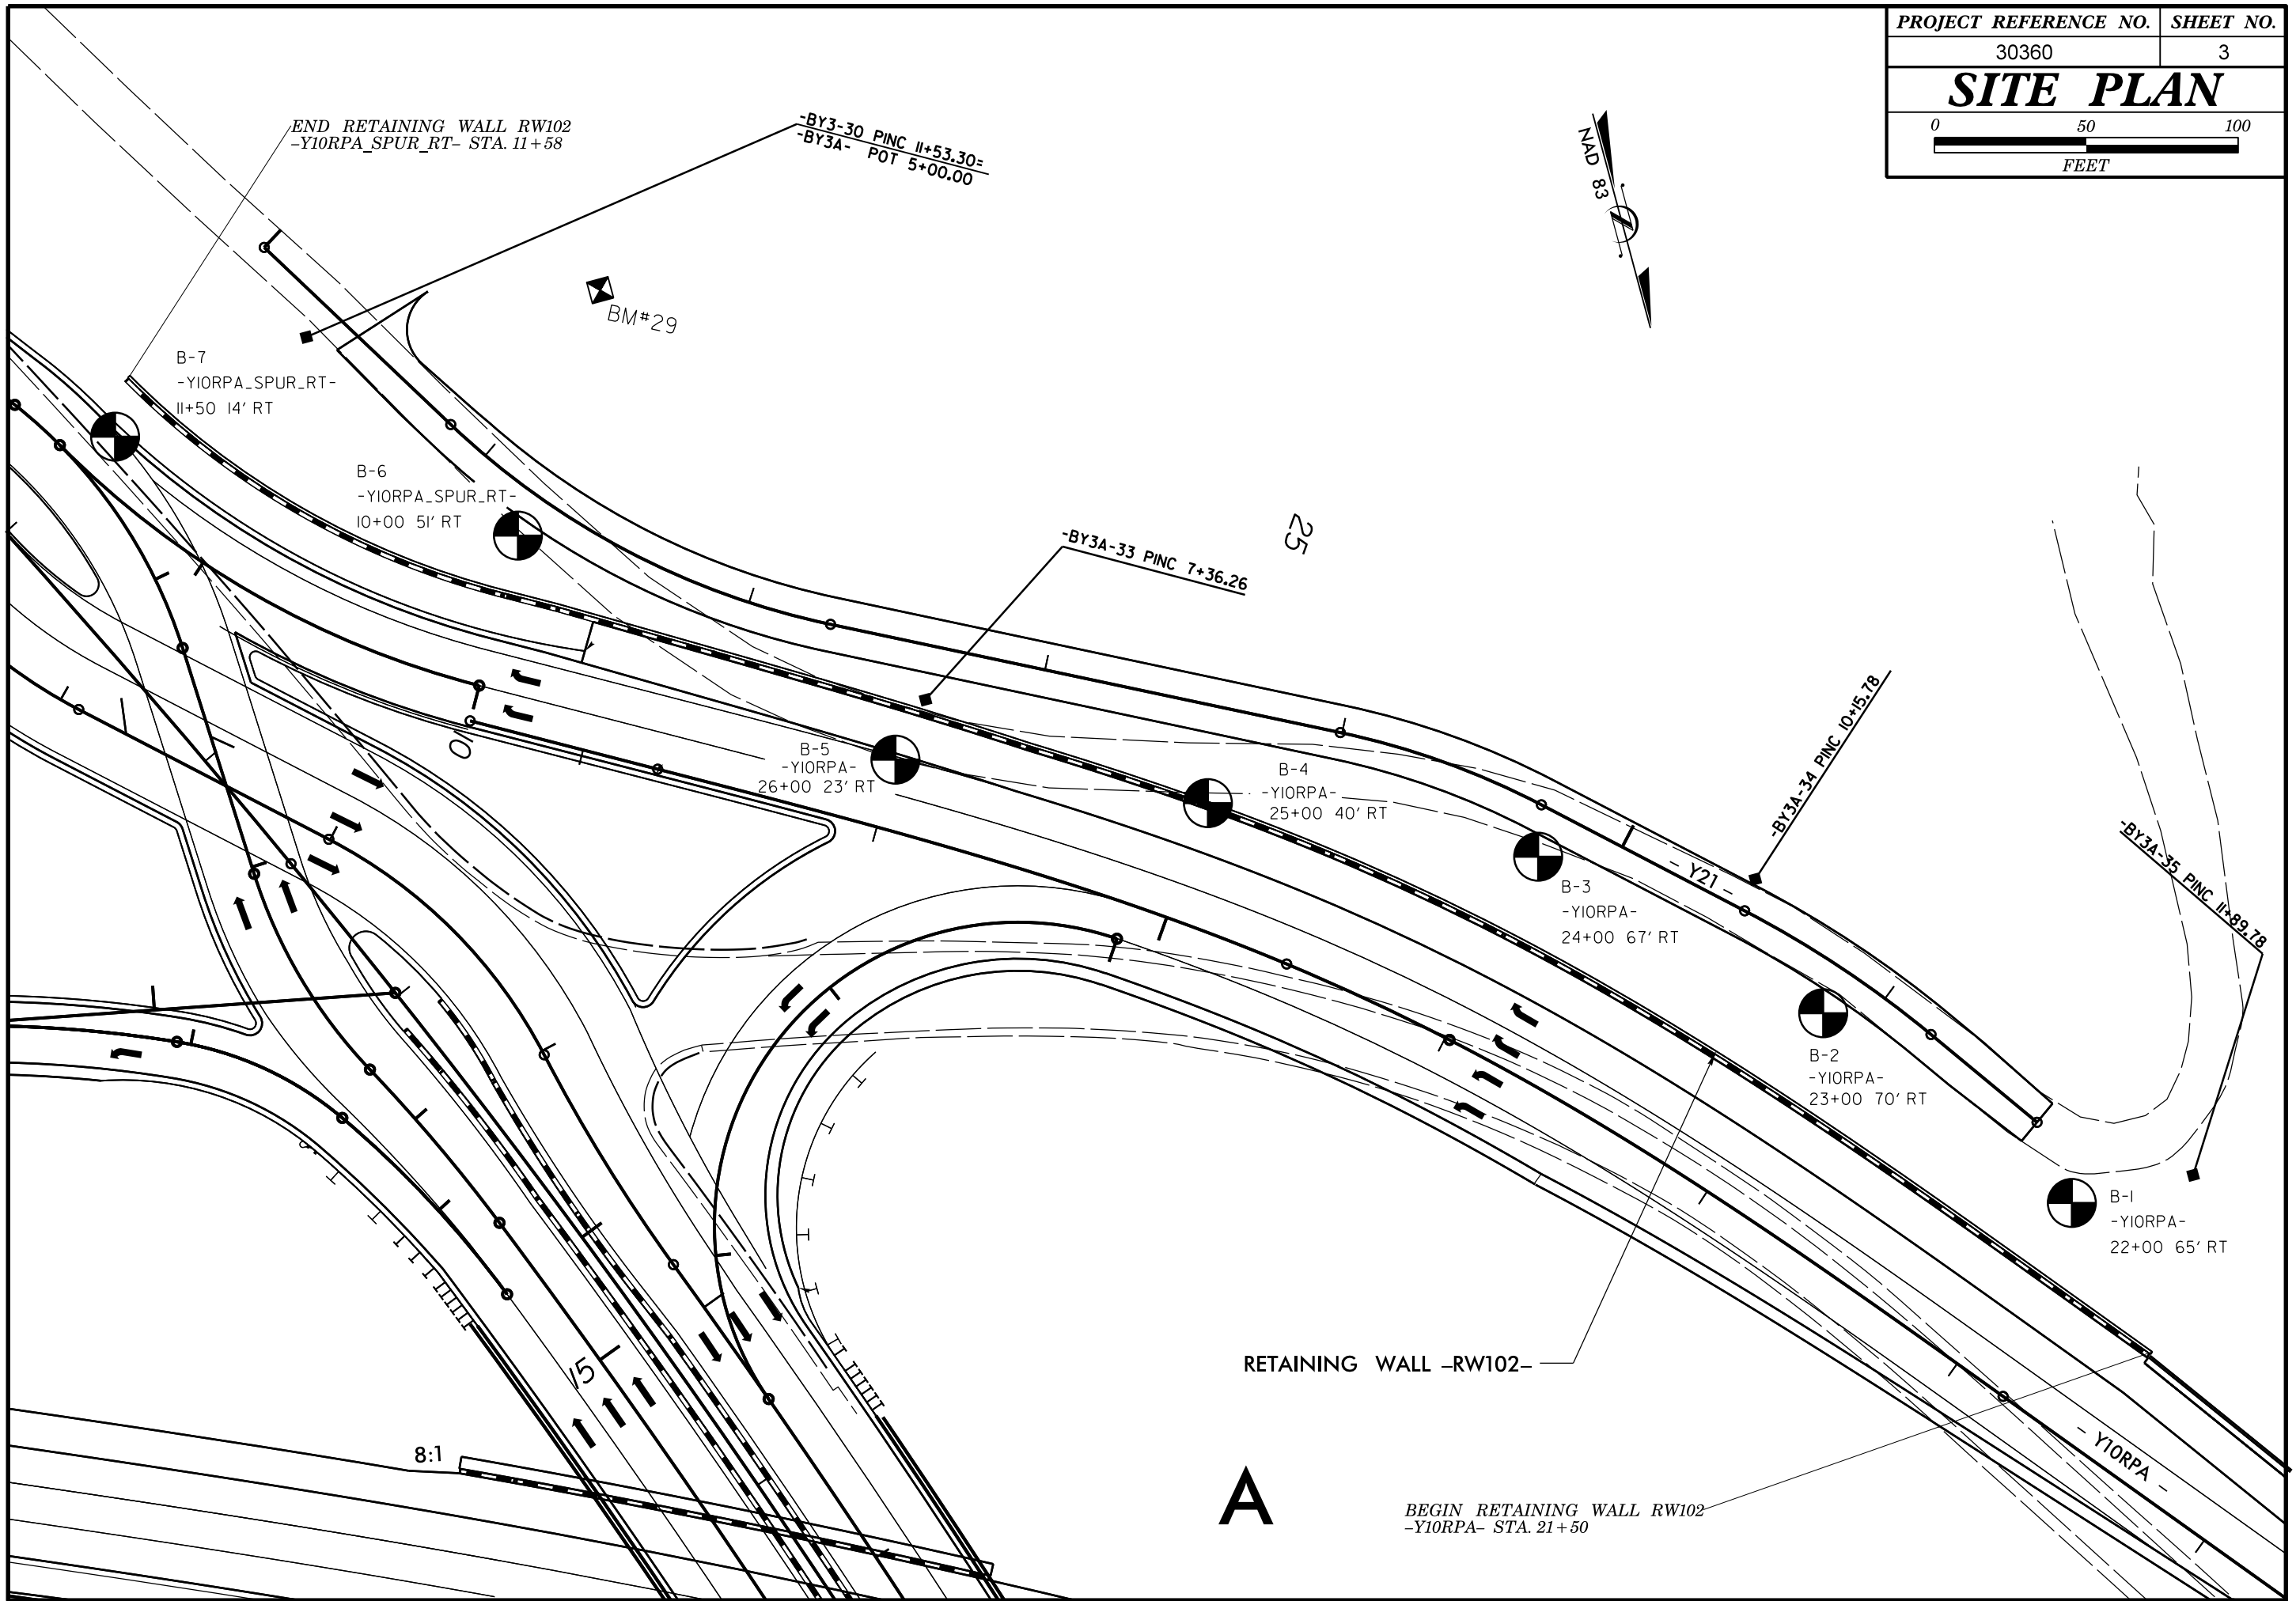 PROJECT REFERENCE NO. SHEET NO.
30360 3
SITE PLAN
0 50 100
FEET
END RETAINING WALL RW102
-Y10RPA_SPUR_RT- STA. 11+58
-BY3-30 PINC 11+53.30=
-BY3A- POT 5+00.00
NAD 83
BM#29
B-7
-Y10RPA_SPUR_RT-
11+50 14' RT
B-6
-Y10RPA_SPUR_RT-
10+00 51' RT
25
-BY3A-33 PINC 7+36.26
-BY3A-34 PINC 10+15.78
-BY3A-35 PINC 11+89.78
10
B-5
-Y10RPA-
26+00 23' RT
B-4
-Y10RPA-
25+00 40' RT
B-3
-Y10RPA-
24+00 67' RT
- Y21 -
B-2
-Y10RPA-
23+00 70' RT
B-1
-Y10RPA-
22+00 65' RT
RETAINING WALL -RW102-
15
8:1
A
- Y10RPA -
BEGIN RETAINING WALL RW102
-Y10RPA- STA. 21+50